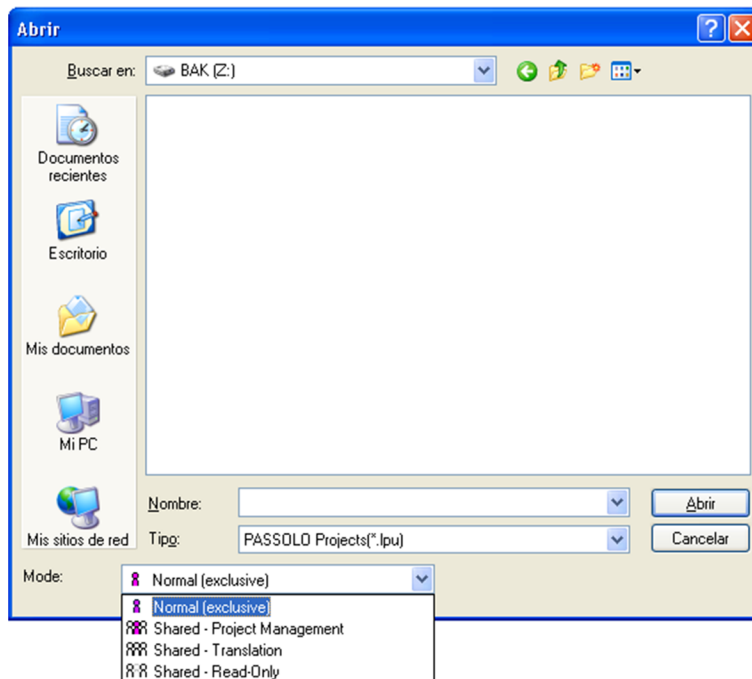 Abrir
Buscar en:
BAK (Z:)
Documentos
recientes
Escritorio
Mis documentos
Mi PC
Mis sitios de red
Nombre:
Abrir
Tipo:
PASSOLO Projects(*.lpu)
Cancelar
Mode:
Normal (exclusive)
Normal (exclusive)
Shared - Project Management
Shared - Translation
Shared - Read-Only